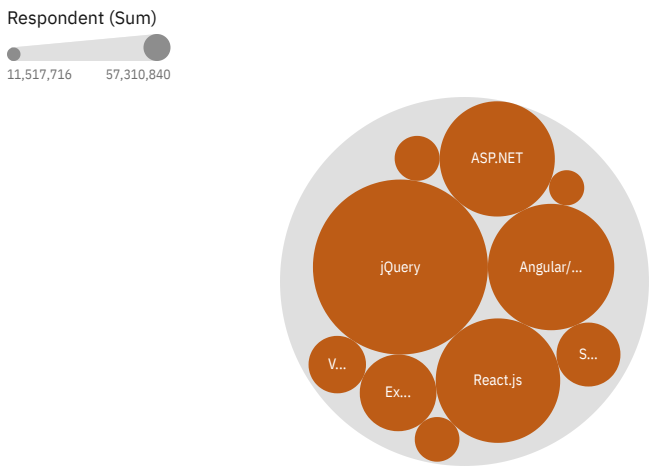 Respondent (Sum)
11,517,716 57,310,840
ASP.NET
jQuery
Angular/...
S...
V...
React.js
Ex...